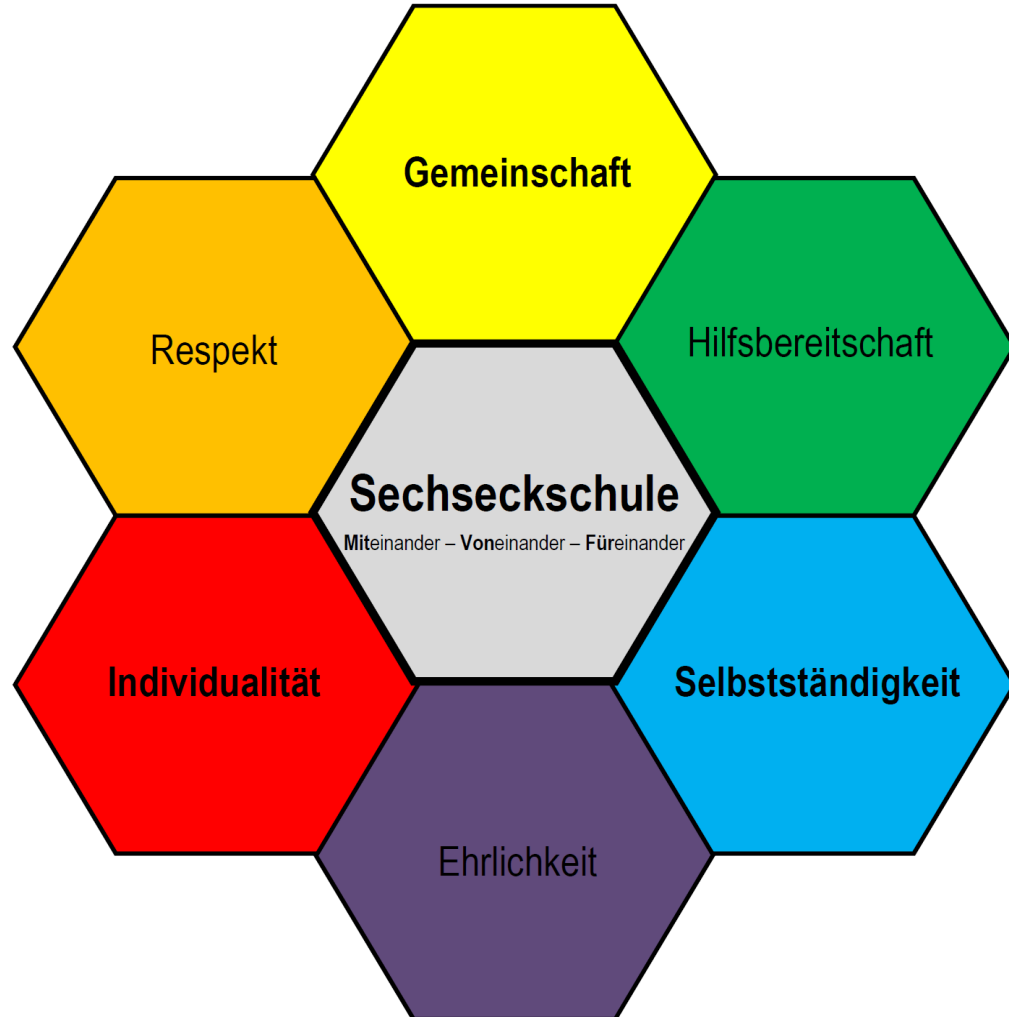 Gemeinschaft
Respekt
Hilfsbereitschaft
Sechseckschule
Miteinander – Voneinander – Füreinander
Individualität
Selbstständigkeit
Ehrlichkeit